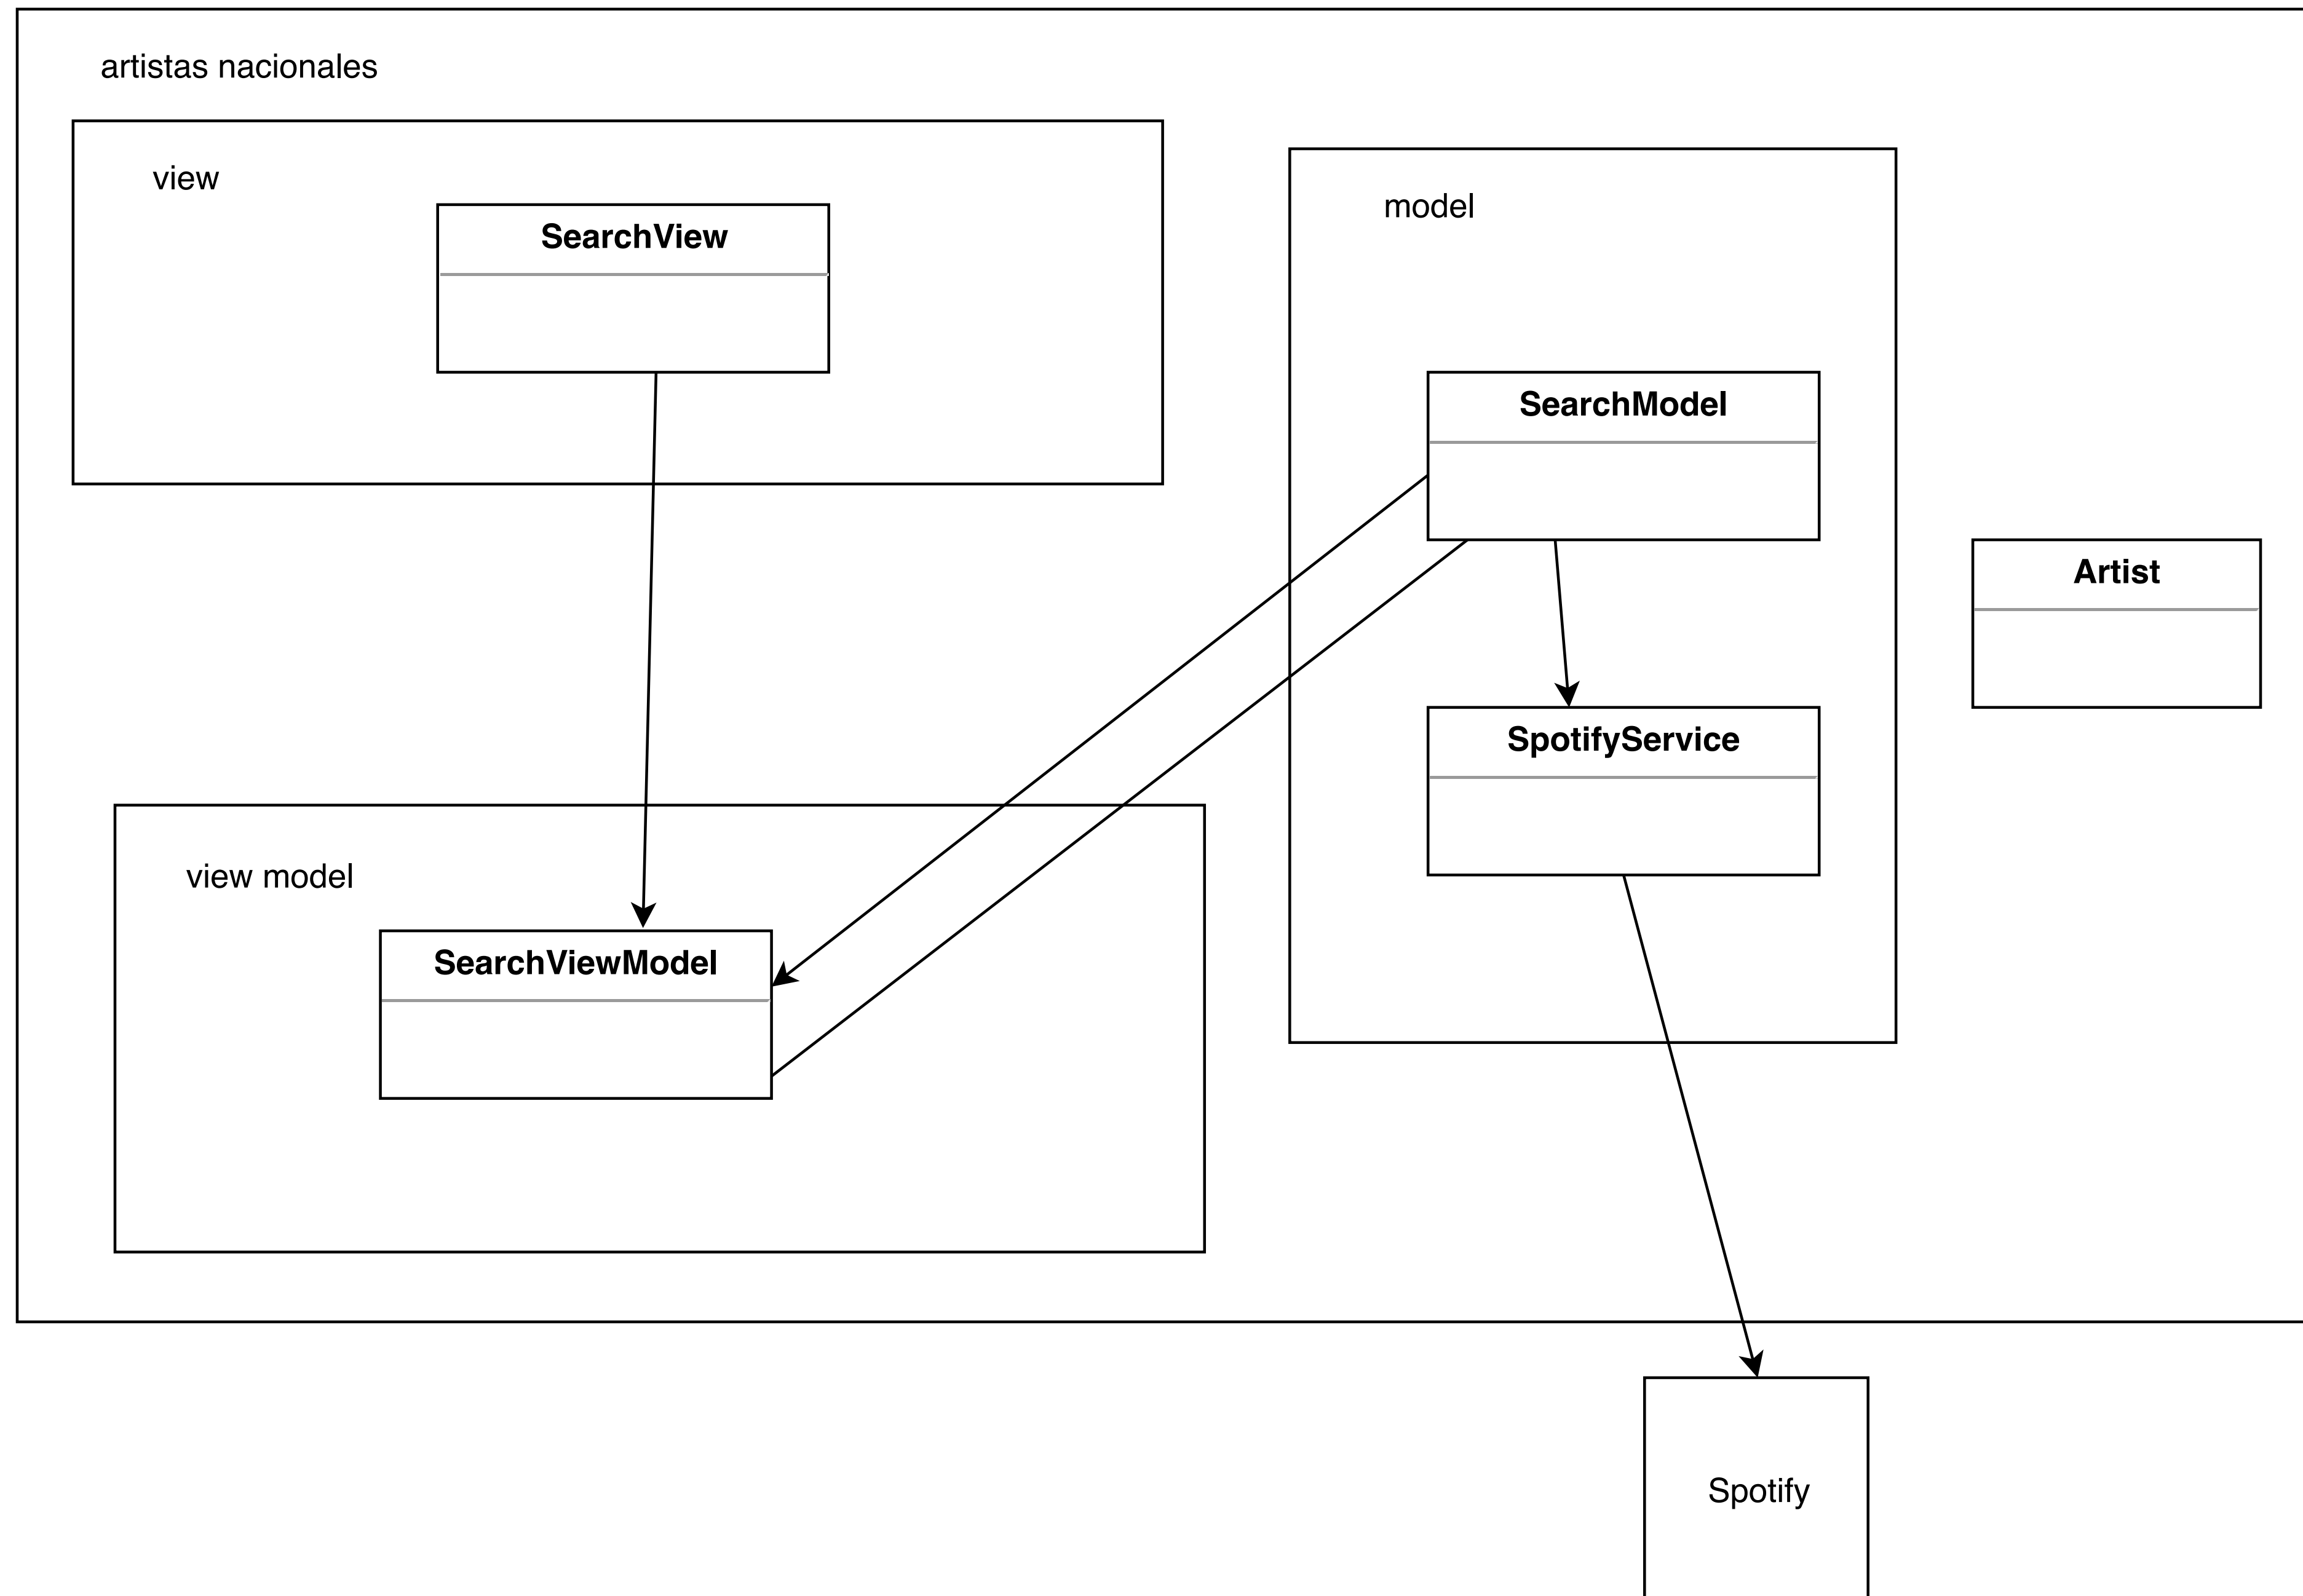 artistas nacionales
view
SearchView
model
SearchModel
Artist
SpotifyService
view model
SearchViewModel
Spotify